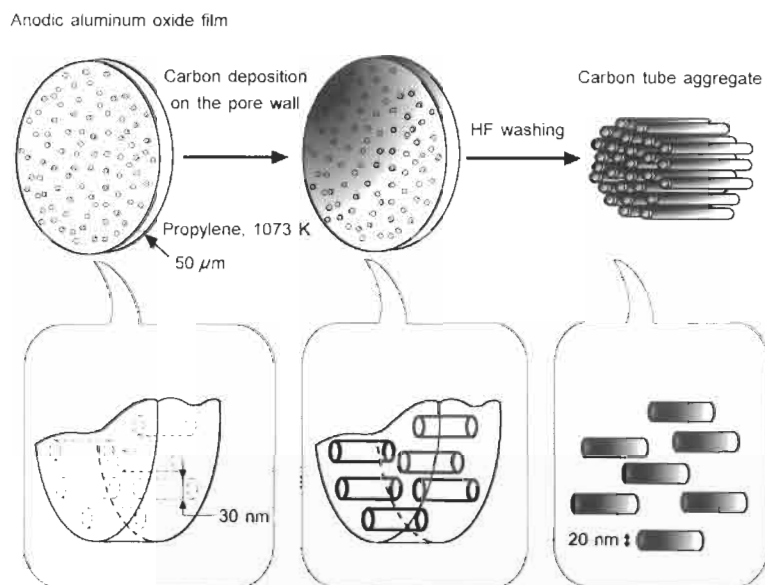 Anodic aluminum oxide film
Carbon deposition
on the pore wall
Carbon tube aggregate
HF washing
Propylene, 1073 K
50 μm
30 nm
20 nm